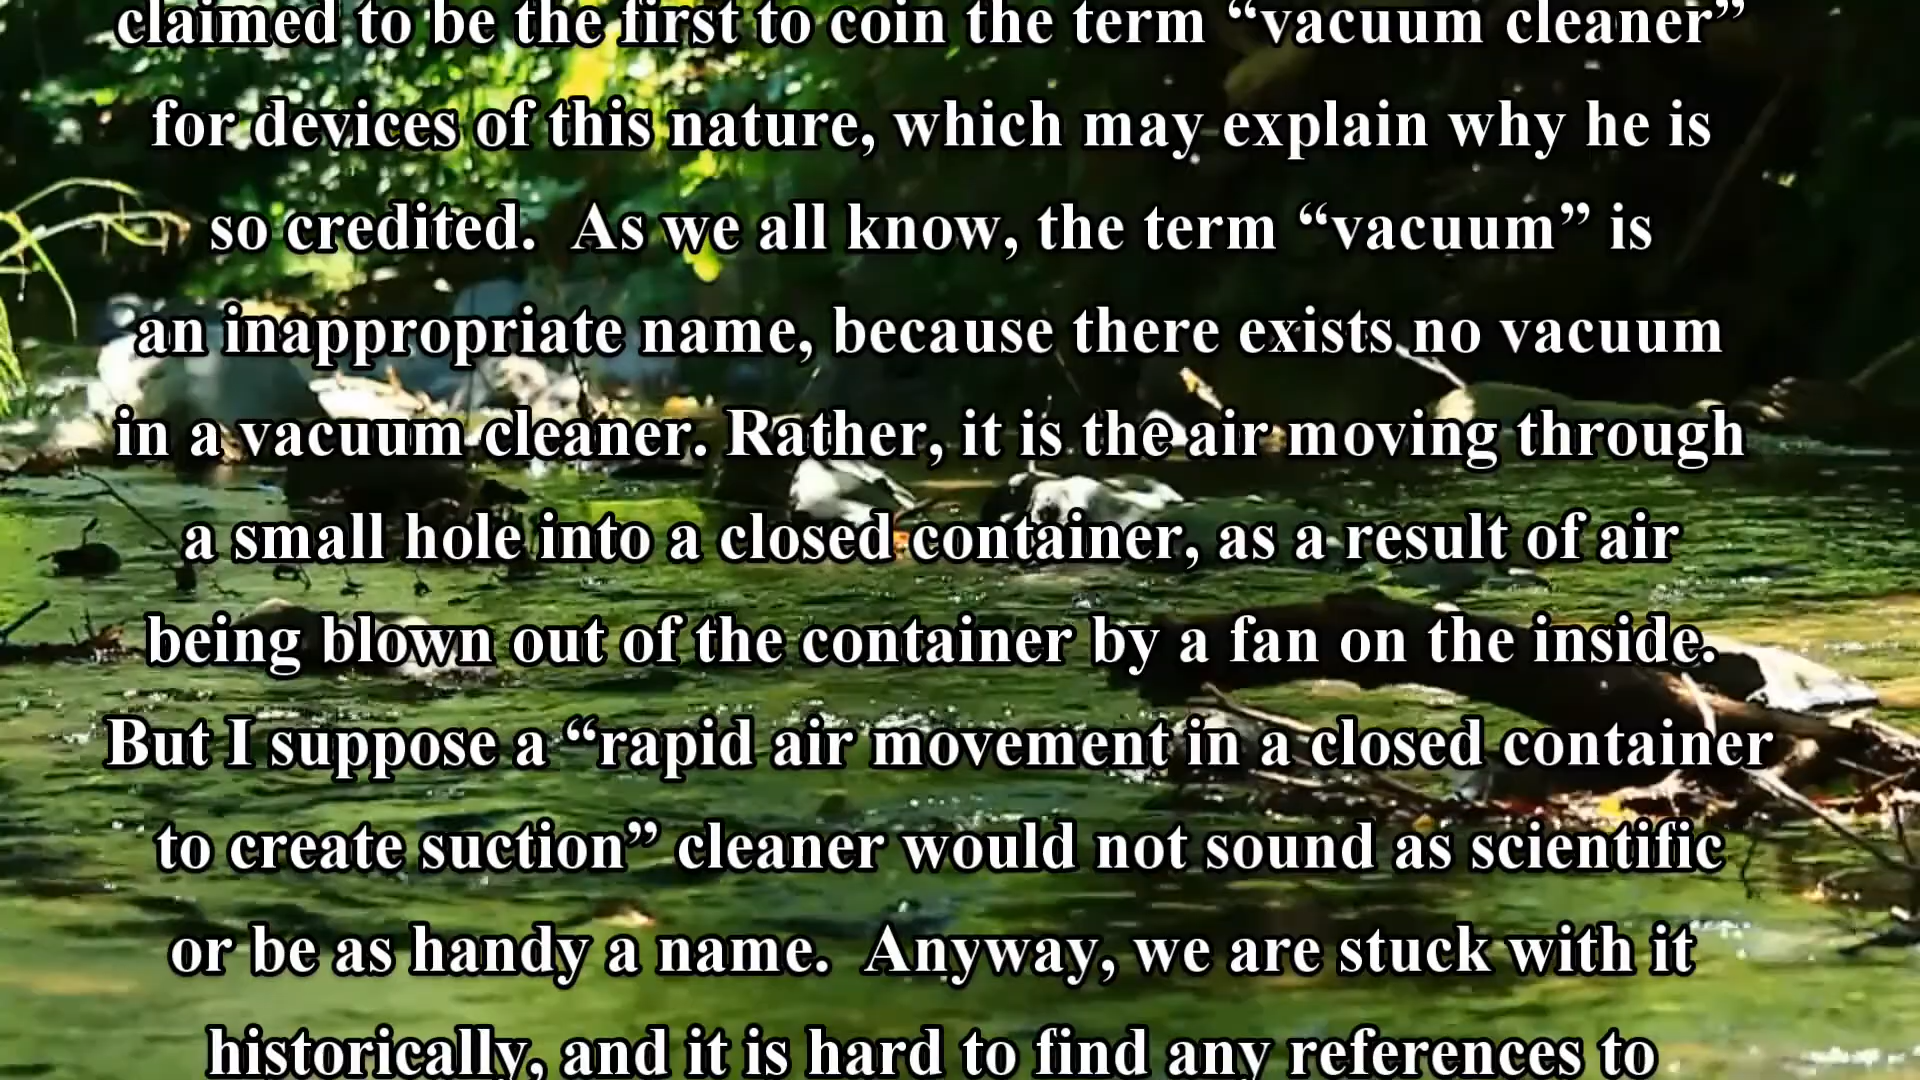 claimed to be the first to coin the term “vacuum cleaner”
for devices of this nature, which may explain why he is
so credited.  As we all know, the term “vacuum” is
an inappropriate name, because there exists no vacuum
in a vacuum cleaner. Rather, it is the air moving through
a small hole into a closed container, as a result of air
being blown out of the container by a fan on the inside.
But I suppose a “rapid air movement in a closed container
to create suction” cleaner would not sound as scientific
or be as handy a name.  Anyway, we are stuck with it
historically, and it is hard to find any references to